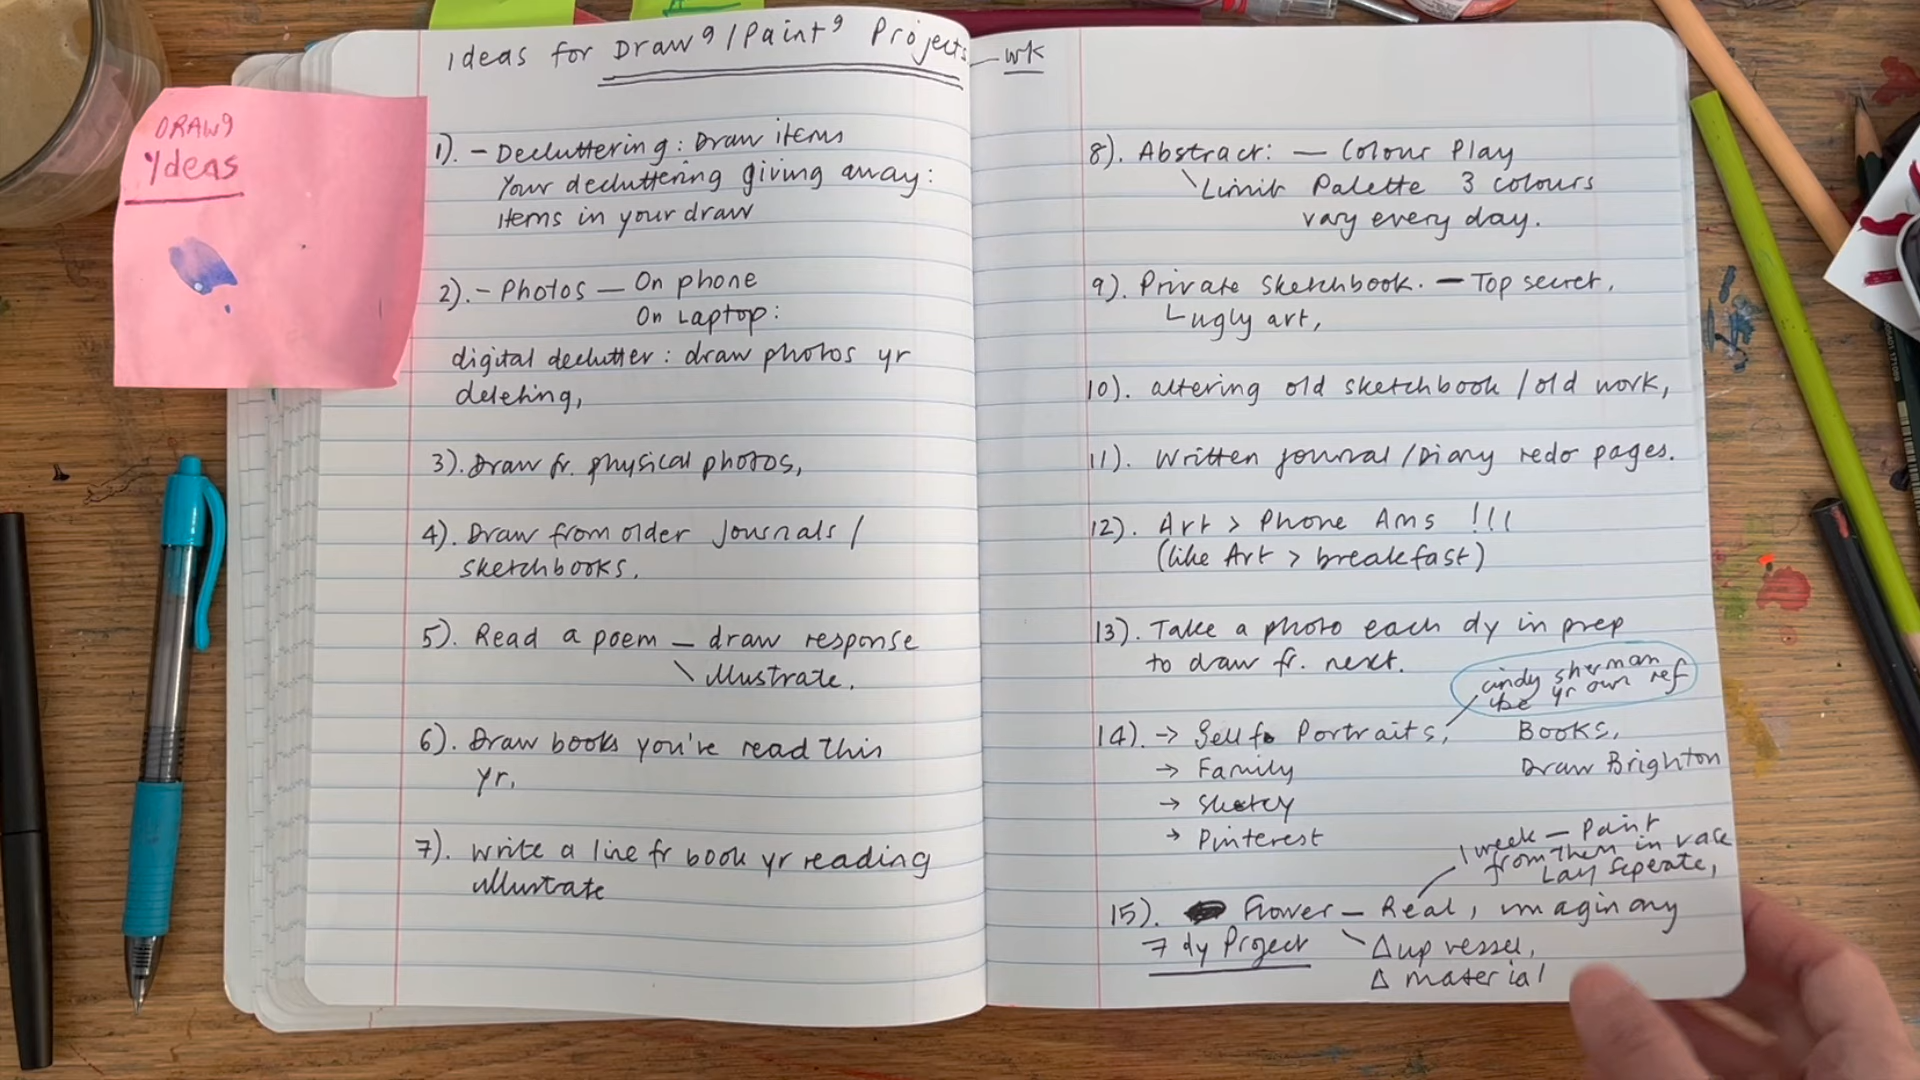 DRAWg
Ydeas
Ideas for Drawg/Paintg Projects — wk
1). - Decluttering: Draw items
Your decluttering giving away:
items in your draw
2). - Photos — On phone
On Laptop:
digital declutter: draw photos yr
deleting,
3). Draw fr. physical photos,
4). Draw from older Journals /
sketchbooks.
5). Read a poem — draw response
\ illustrate.
6). Draw books you've read this
yr.
7). write a line fr book yr reading
illustrate
8). Abstract: — Colour Play
\ Limit Palette 3 colours
vary every day.
9). Private Sketchbook. — Top secret.
ugly art,
10). altering old sketchbook / old work,
11). Written journal / Diary redo pages.
12). Art > Phone Ams !!!
(like Art > breakfast)
13). Take a photo each dy in prep
to draw fr. next.
cindy sherman
be yr own ref
14). → Self Portraits,
→ Family
→ Sketcy
→ Pinterest
Books,
Draw Brighton
1 week — Paint
from them in vase
Lay seperate,
15). Flower — Real, imaginary
7 dy Project
\ Δ up vessel,
Δ material